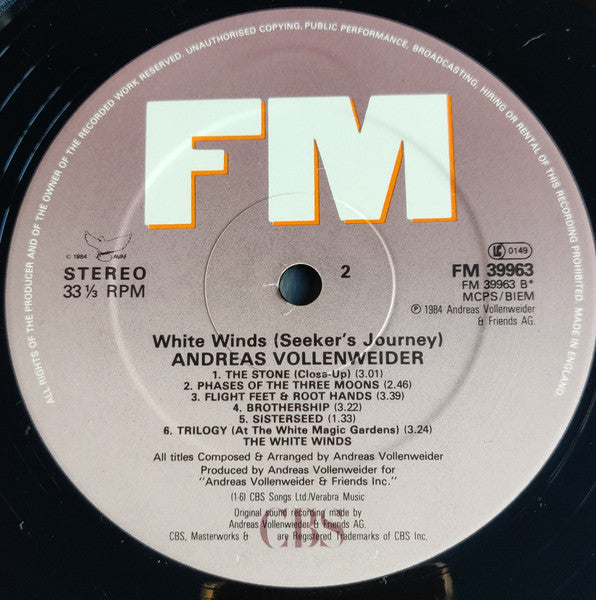 ALL RIGHTS OF THE PRODUCER AND OF THE OWNER OF THE RECORDED WORK RESERVED. UNAUTHORISED COPYING, PUBLIC PERFORMANCE, BROADCASTING, HIRING OR RENTAL OF THIS RECORDING PROHIBITED. MADE IN ENGLAND.
FM
© 1984 AVAF
STEREO
33 ⅓ RPM
2
LC 0149
FM 39963
FM 39963 B*
MCPS/BIEM
℗ 1984 Andreas Vollenweider
& Friends AG.
White Winds (Seeker's Journey)
ANDREAS VOLLENWEIDER
1. THE STONE (Closa-Up) (3.01)
2. PHASES OF THE THREE MOONS (2.46)
3. FLIGHT FEET & ROOT HANDS (3.39)
4. BROTHERSHIP (3.22)
5. SISTERSEED (1.33)
6. TRILOGY (At The White Magic Gardens) (3.24)
THE WHITE WINDS
All titles Composed & Arranged by Andreas Vollenweider
Produced by Andreas Vollenweider for
"Andreas Vollenweider & Friends Inc."
(1-6) CBS Songs Ltd/Verabra Music
Original sound recording made by
Andreas Vollenwieder & Friends AG.
CBS
CBS, Masterworks & are Registered Trademarks of CBS Inc.